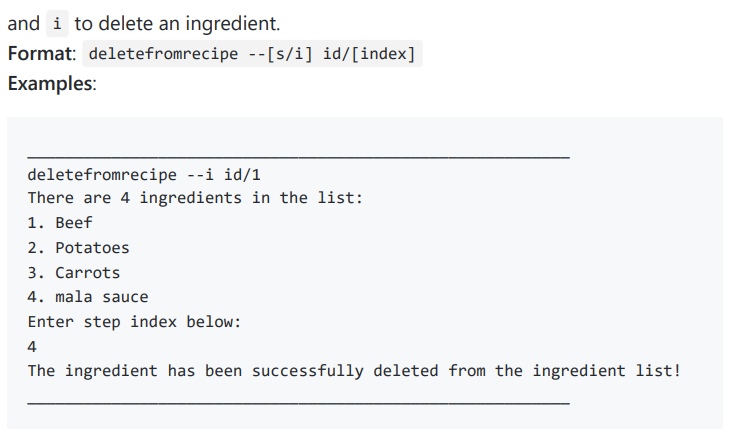 and i to delete an ingredient.
Format: deletefromrecipe --[s/i] id/[index]
Examples:
deletefromrecipe --i id/1
There are 4 ingredients in the list:
1. Beef
2. Potatoes
3. Carrots
4. mala sauce
Enter step index below:
4
The ingredient has been successfully deleted from the ingredient list!